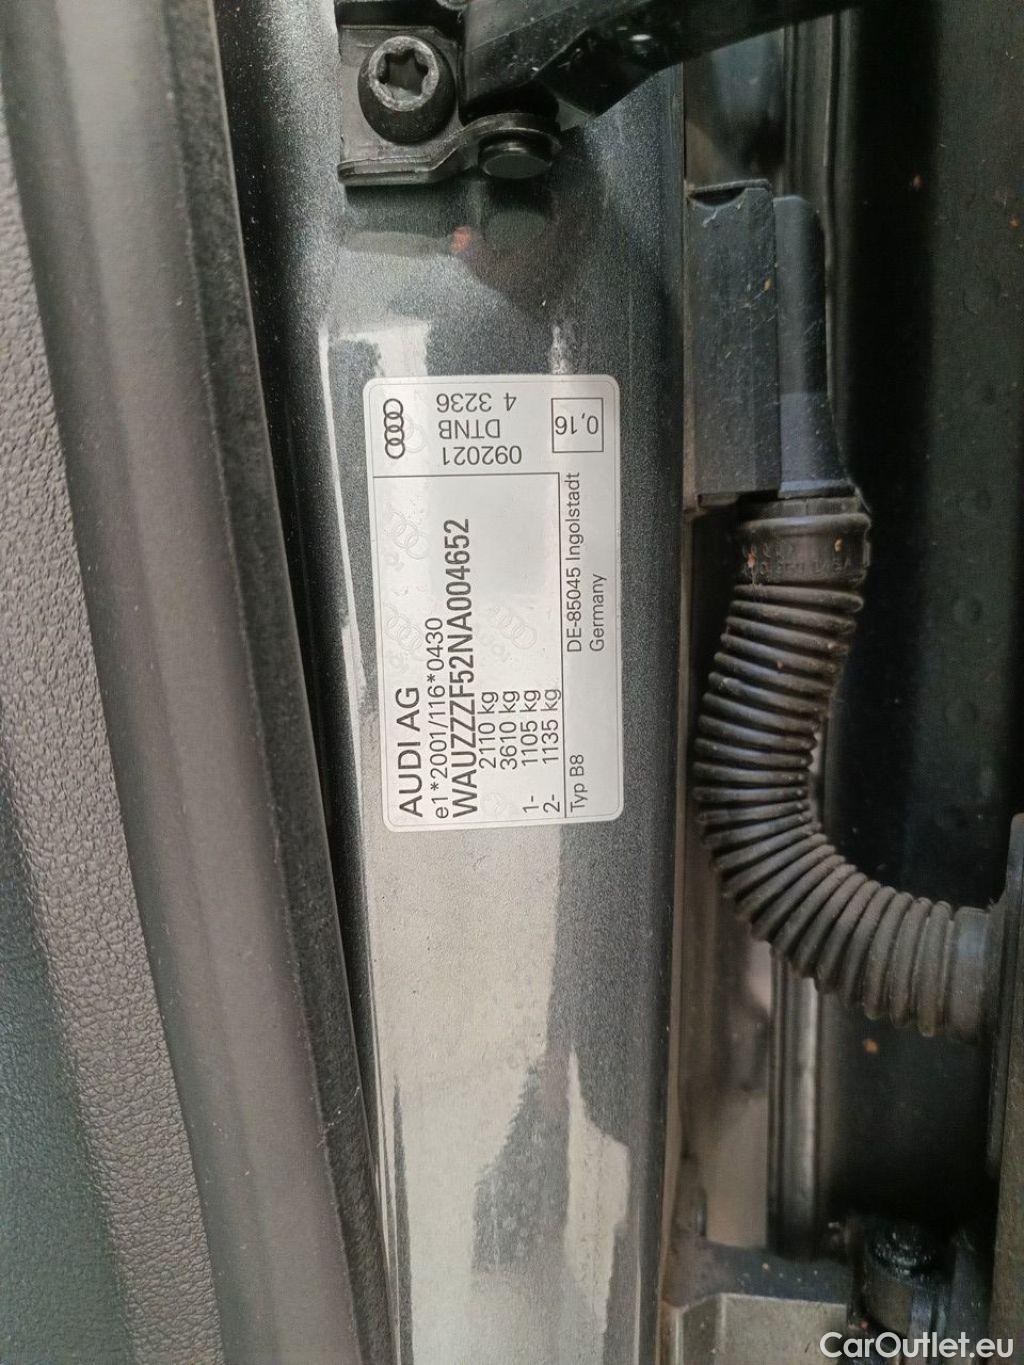 AUDI AG
e1*2001/116*0430
WAUZZZF52NA004652
2110 kg
3610 kg
1- 1105 kg
2- 1135 kg
Typ B8
DE-85045 Ingolstadt
Germany
092021
DTNB
4 3236
0,16
CarOutlet.eu